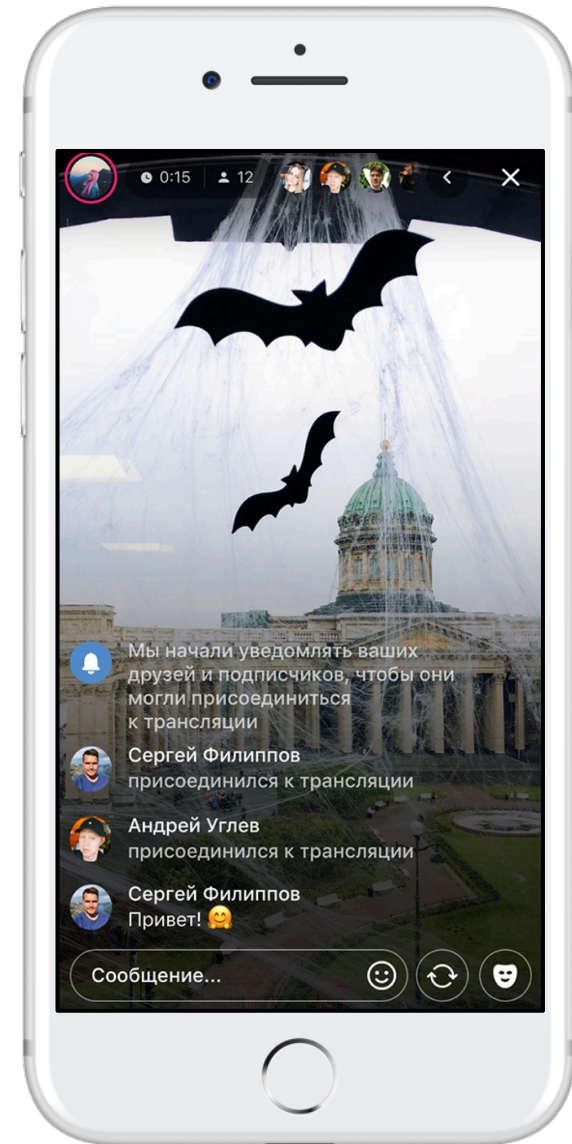 0:15 12
Мы начали уведомлять ваших
друзей и подписчиков, чтобы они
могли присоединиться
к трансляции
Сергей Филиппов
присоединился к трансляции
Андрей Углев
присоединился к трансляции
Сергей Филиппов
Привет! 🤗
Сообщение...